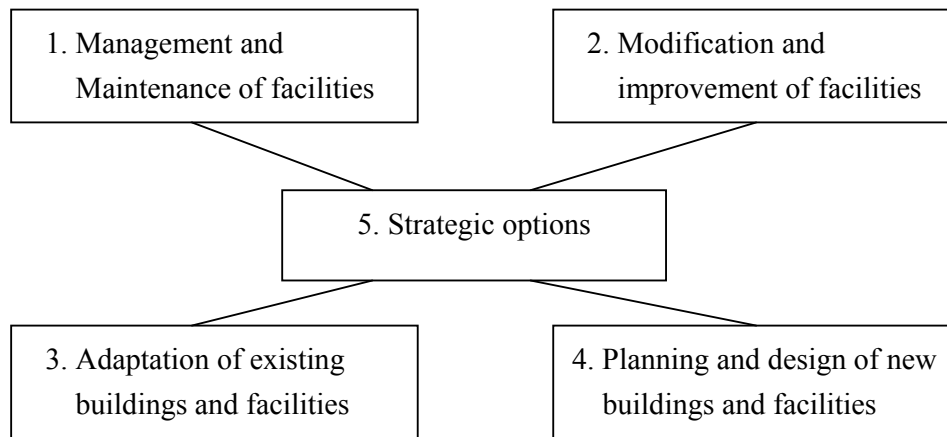 1. Management and
Maintenance of facilities
2. Modification and
improvement of facilities
5. Strategic options
3. Adaptation of existing
buildings and facilities
4. Planning and design of new
buildings and facilities